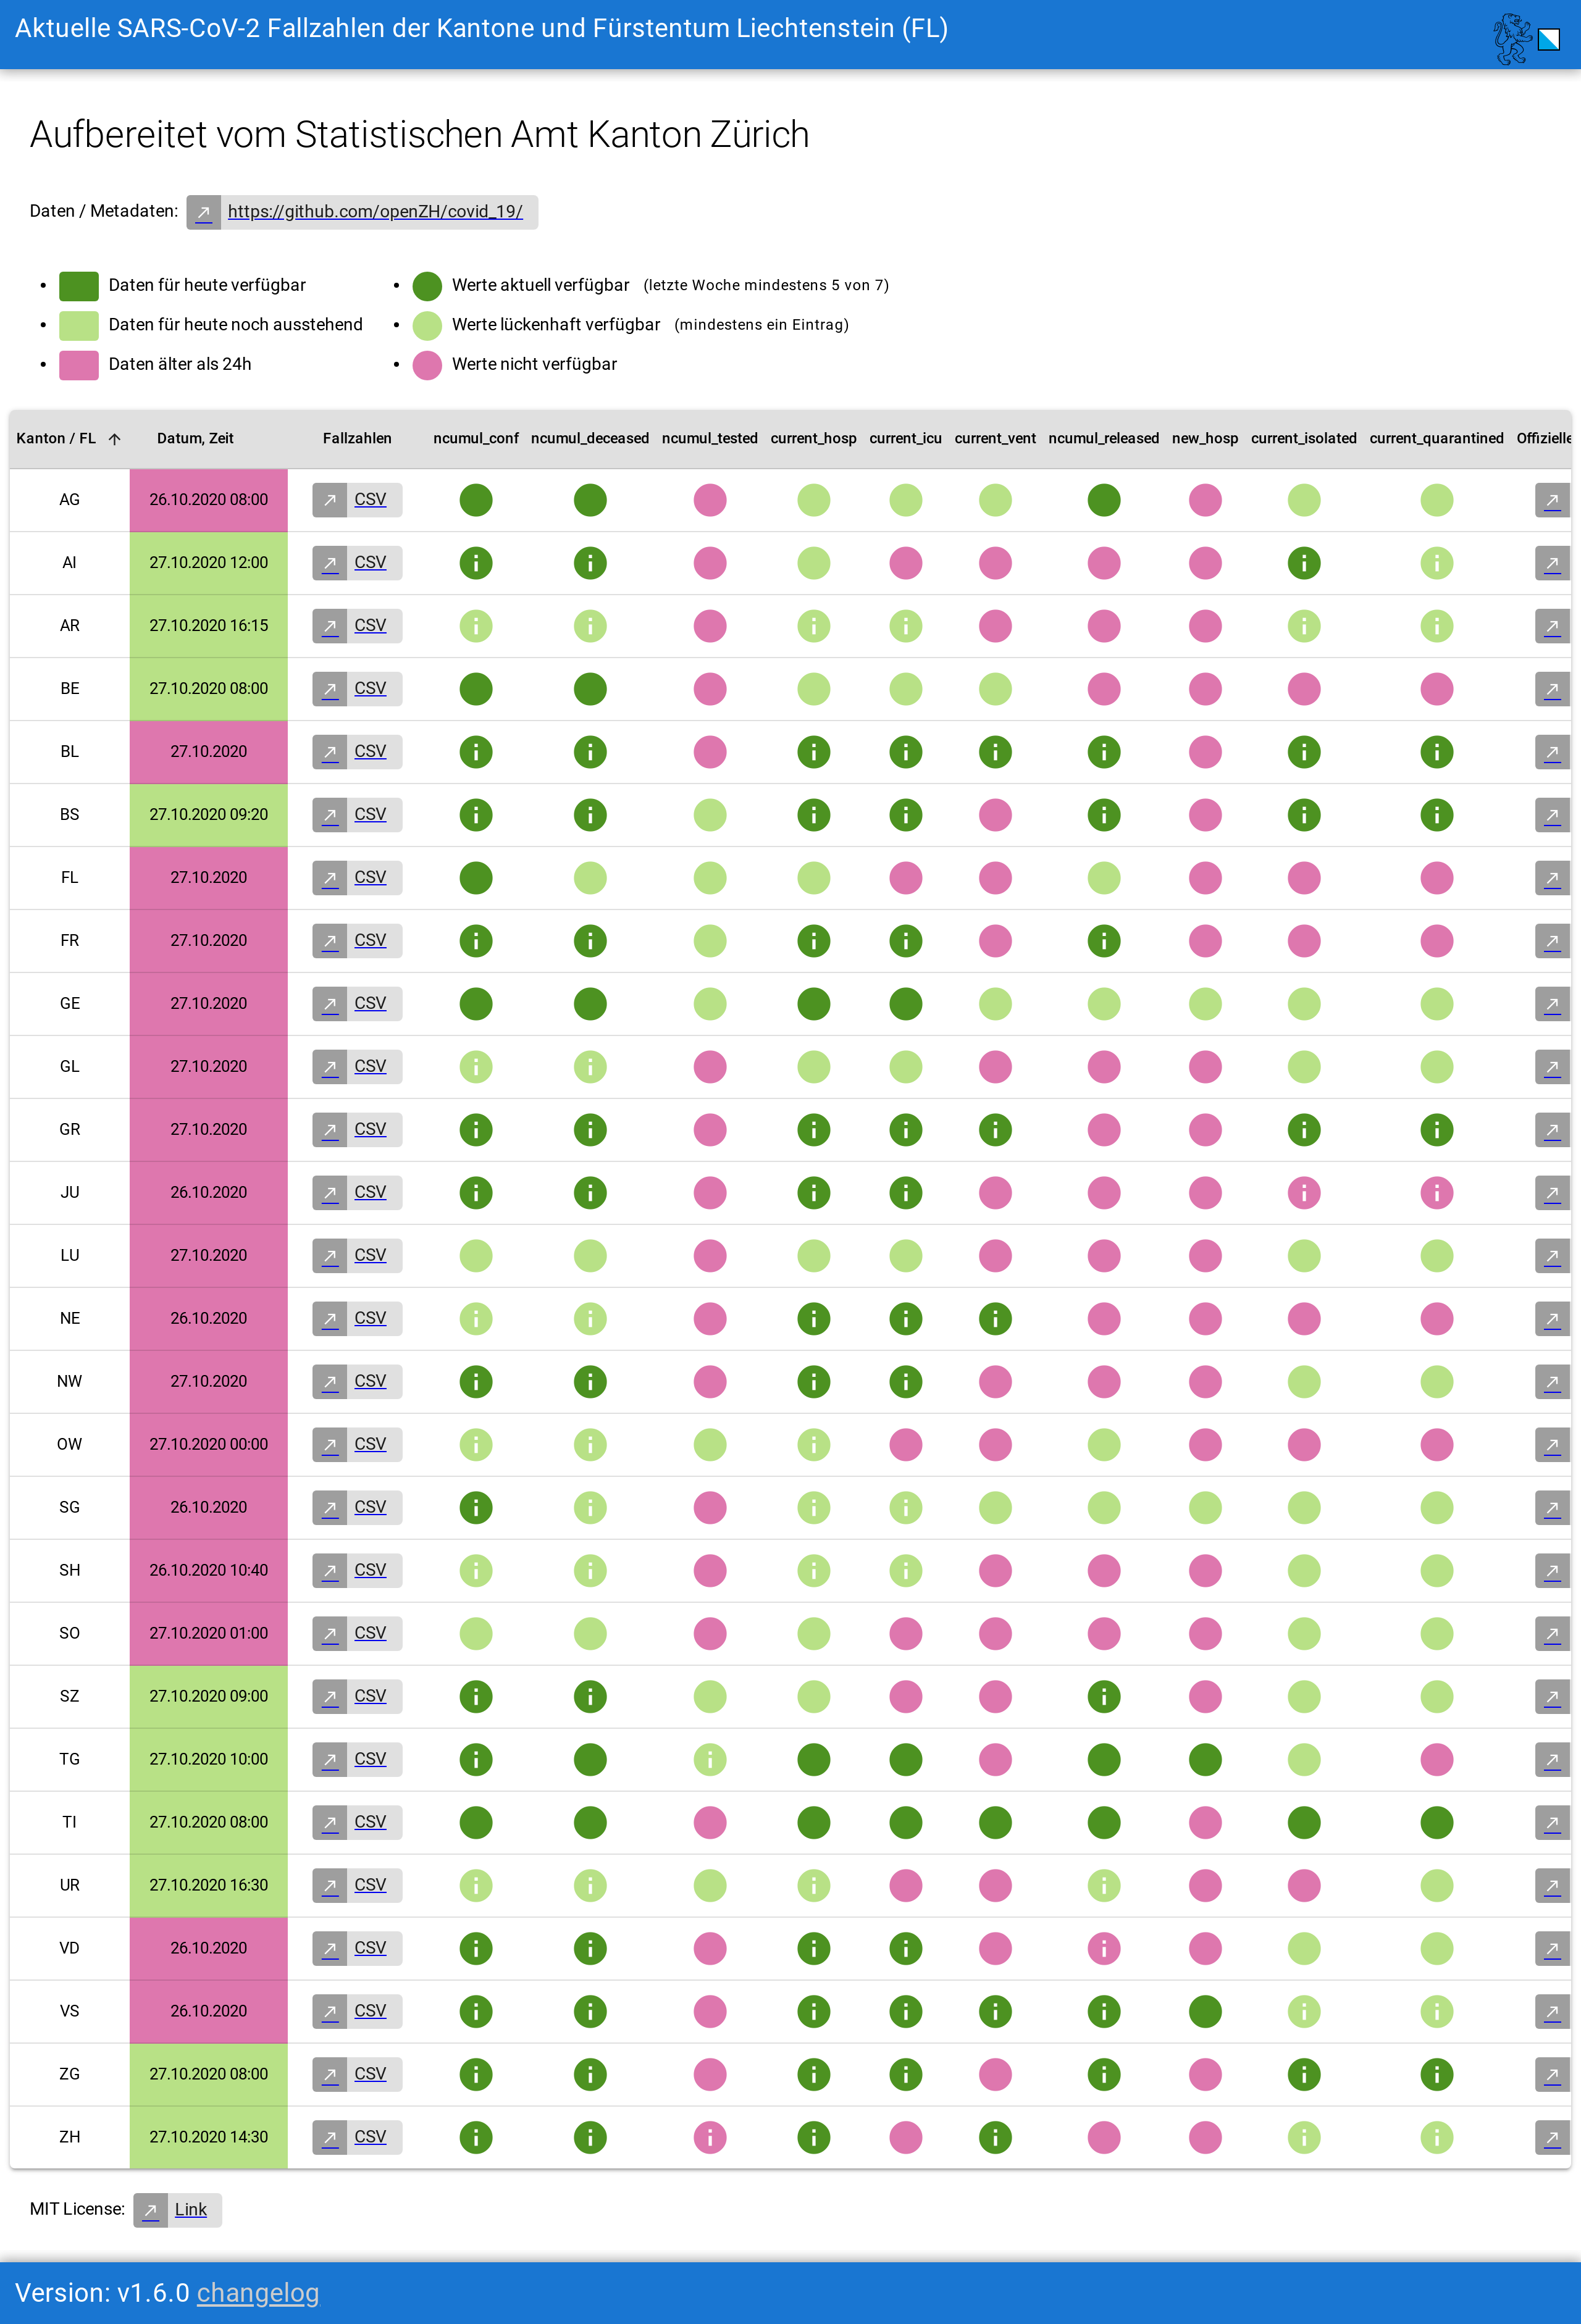 Aktuelle SARS-CoV-2 Fallzahlen der Kantone und Fürstentum Liechtenstein (FL)
Aufbereitet vom Statistischen Amt Kanton Zürich
Daten / Metadaten: https://github.com/openZH/covid_19/
Daten für heute verfügbar
Daten für heute noch ausstehend
Daten älter als 24h
Werte aktuell verfügbar (letzte Woche mindestens 5 von 7)
Werte lückenhaft verfügbar (mindestens ein Eintrag)
Werte nicht verfügbar
Kanton / FL Datum, Zeit Fallzahlen ncumul_conf ncumul_deceased ncumul_tested current_hosp current_icu current_vent ncumul_released new_hosp current_isolated current_quarantined Offizielle
AG 26.10.2020 08:00 CSV
AI 27.10.2020 12:00 CSV
AR 27.10.2020 16:15 CSV
BE 27.10.2020 08:00 CSV
BL 27.10.2020 CSV
BS 27.10.2020 09:20 CSV
FL 27.10.2020 CSV
FR 27.10.2020 CSV
GE 27.10.2020 CSV
GL 27.10.2020 CSV
GR 27.10.2020 CSV
JU 26.10.2020 CSV
LU 27.10.2020 CSV
NE 26.10.2020 CSV
NW 27.10.2020 CSV
OW 27.10.2020 00:00 CSV
SG 26.10.2020 CSV
SH 26.10.2020 10:40 CSV
SO 27.10.2020 01:00 CSV
SZ 27.10.2020 09:00 CSV
TG 27.10.2020 10:00 CSV
TI 27.10.2020 08:00 CSV
UR 27.10.2020 16:30 CSV
VD 26.10.2020 CSV
VS 26.10.2020 CSV
ZG 27.10.2020 08:00 CSV
ZH 27.10.2020 14:30 CSV
MIT License: Link
Version: v1.6.0 changelog